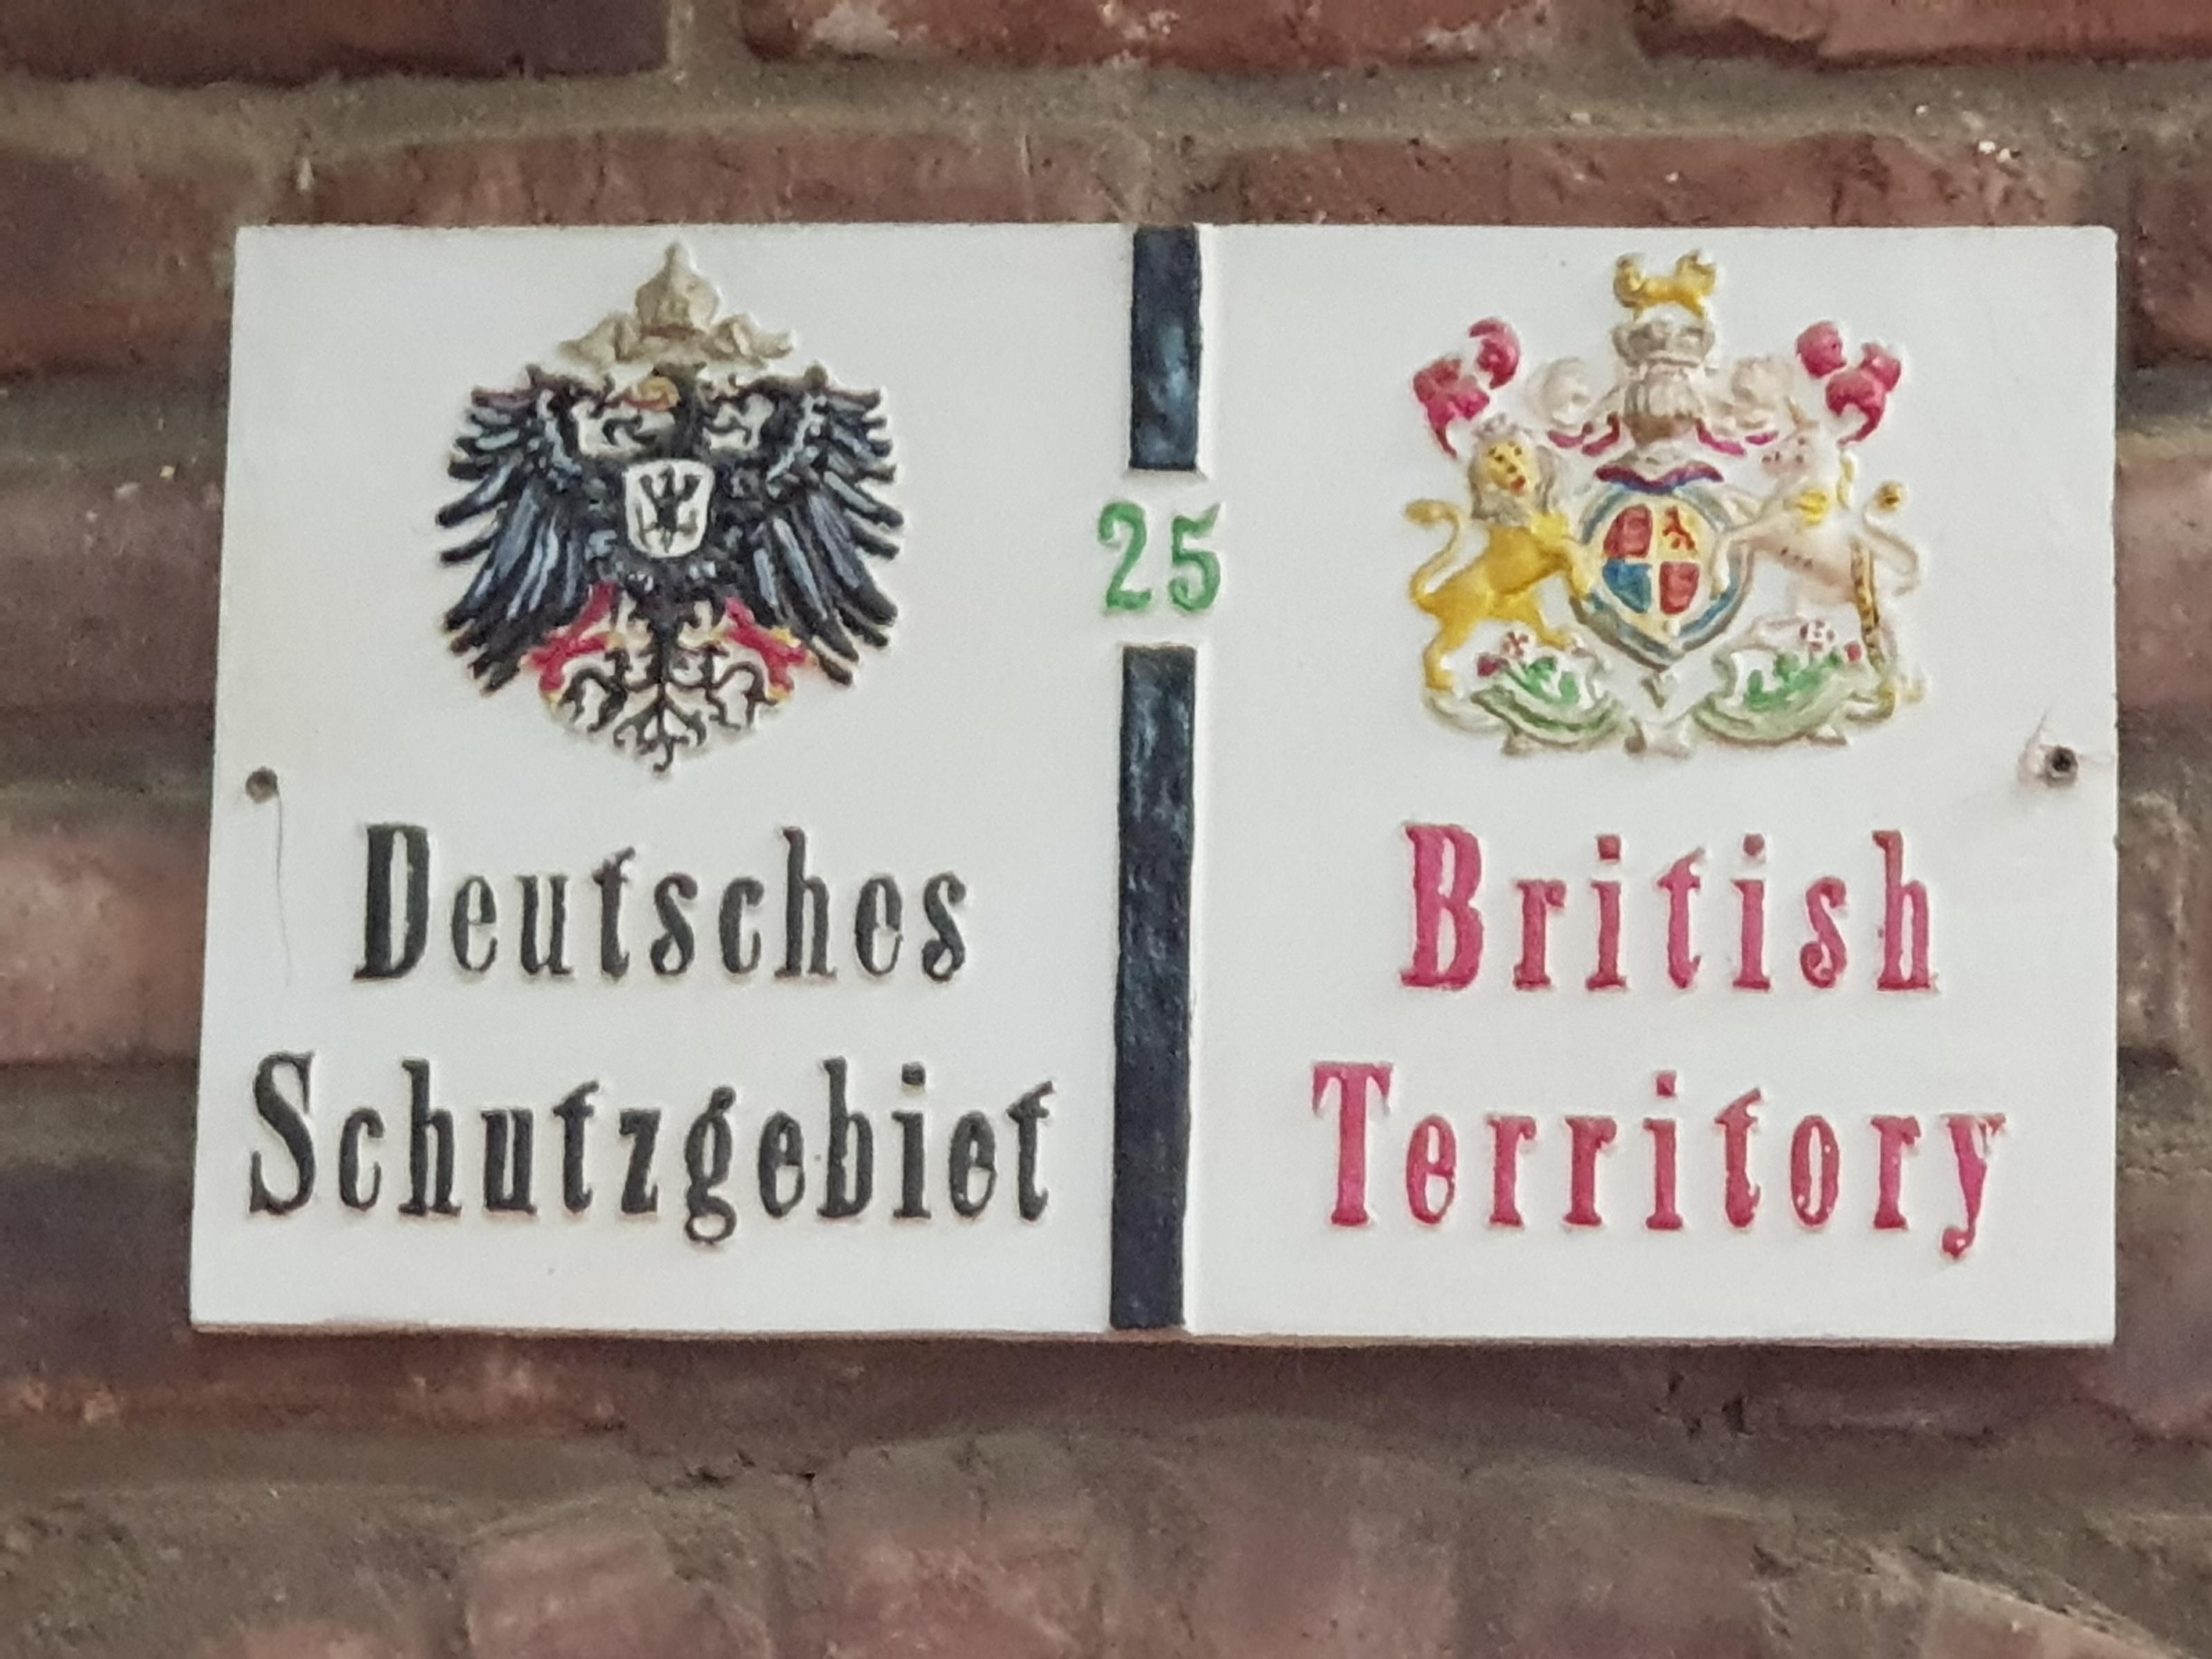 25
Deutsches
Schutzgebiet
British
Territory